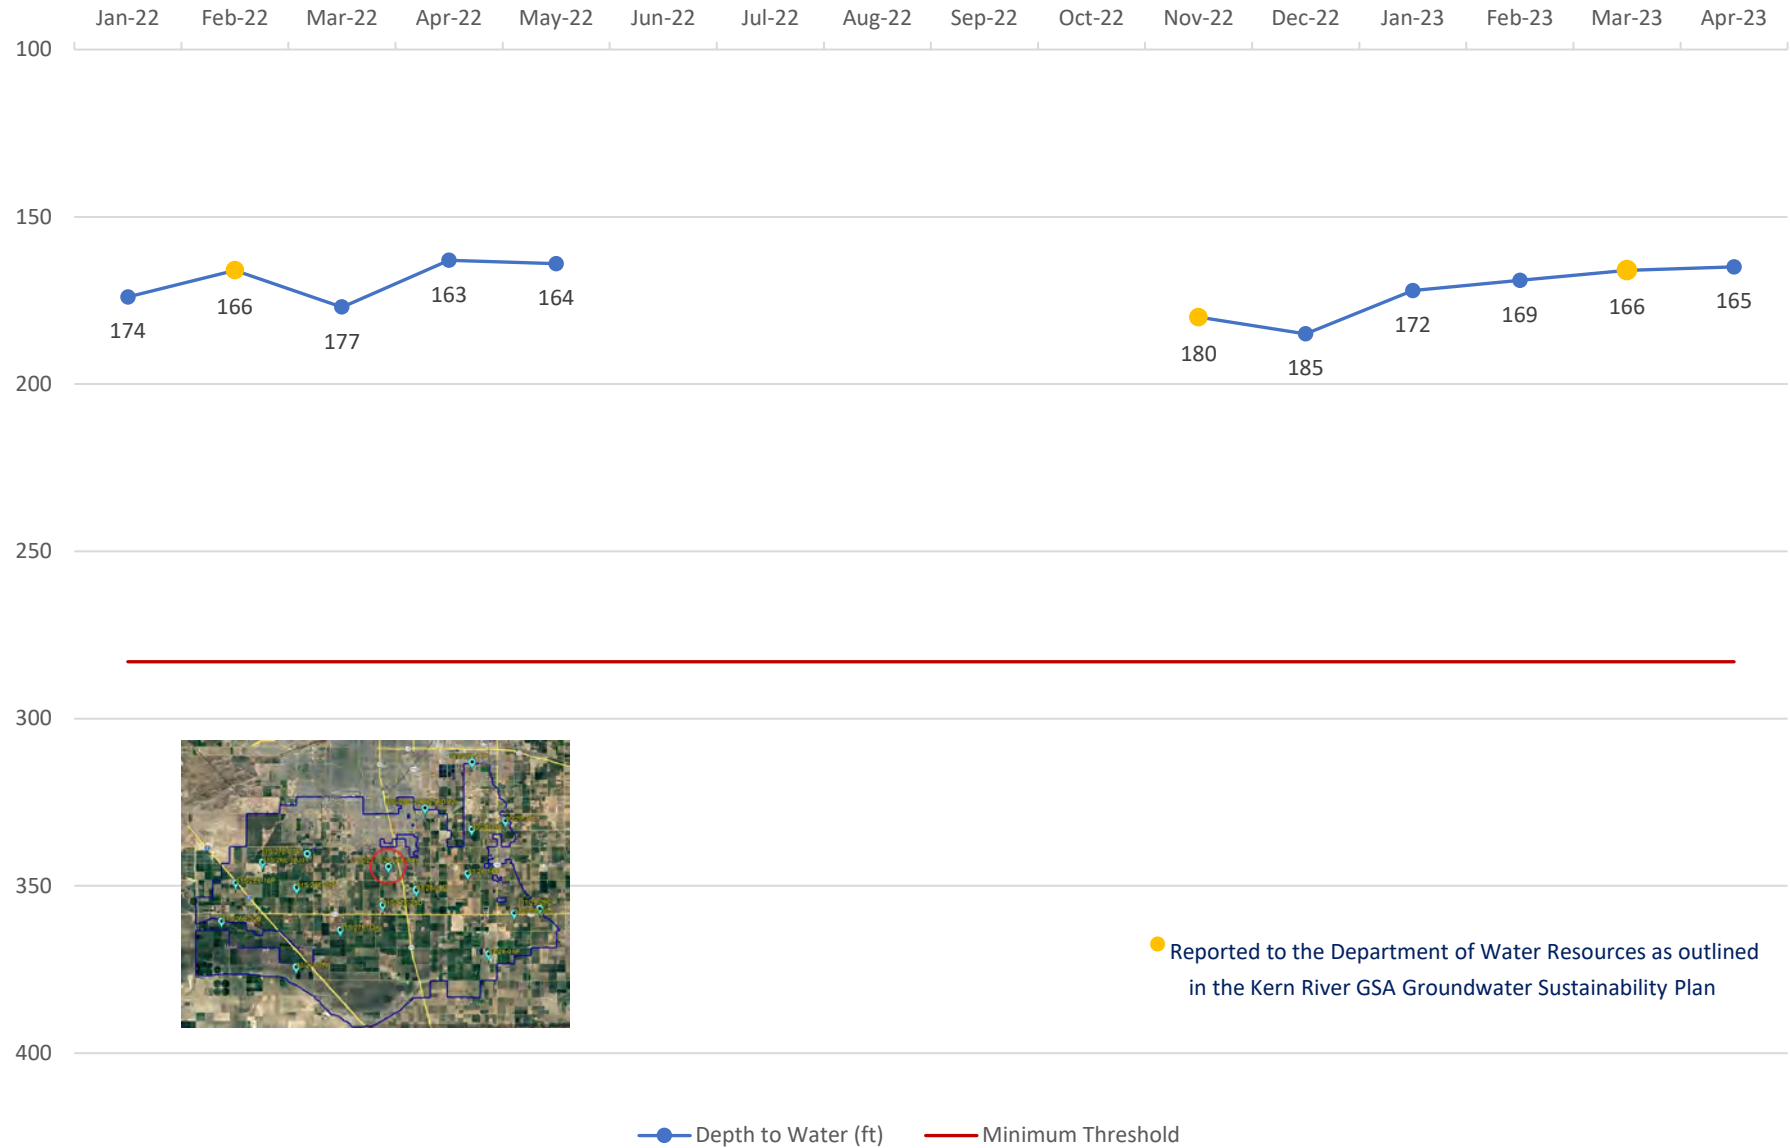 Jan-22 Feb-22 Mar-22 Apr-22 May-22 Jun-22 Jul-22 Aug-22 Sep-22 Oct-22 Nov-22 Dec-22 Jan-23 Feb-23 Mar-23 Apr-23
100
150
174 166 177 163 164 180 185 172 169 166 165
200
250
300
350
400
Reported to the Department of Water Resources as outlined
in the Kern River GSA Groundwater Sustainability Plan
Depth to Water (ft) Minimum Threshold